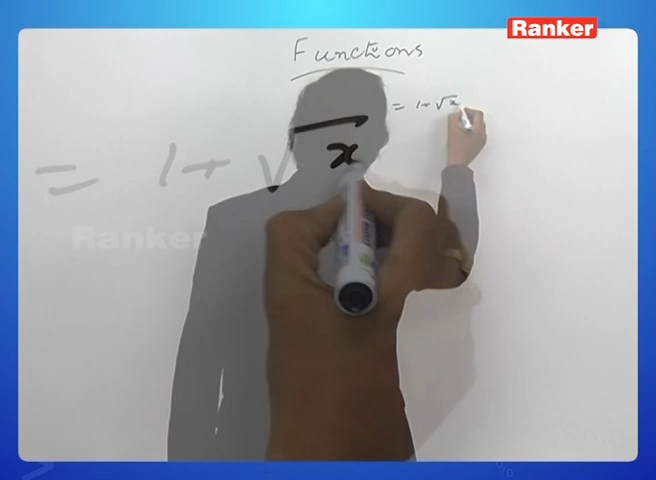 Ranker
Functions
= 1 + √x
= 1 + √x
Ranker